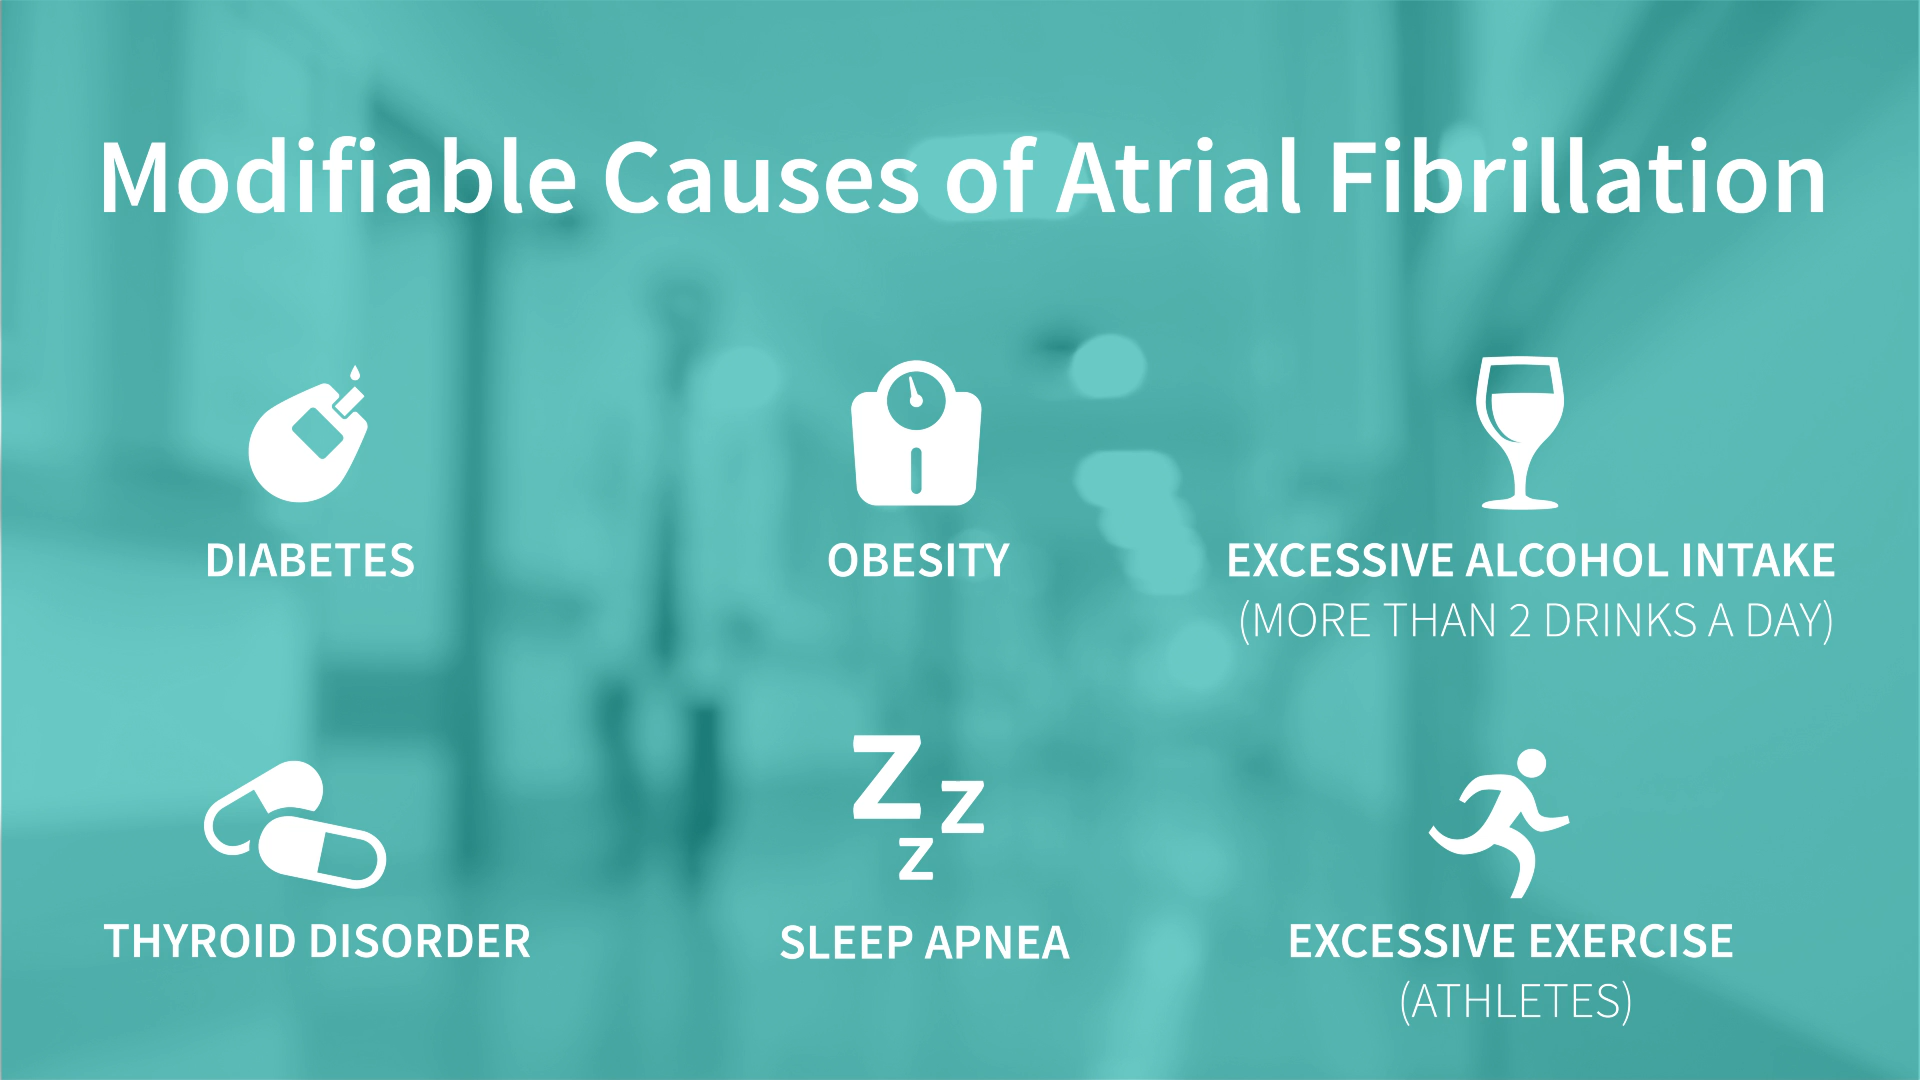 Modifiable Causes of Atrial Fibrillation
DIABETES
OBESITY
EXCESSIVE ALCOHOL INTAKE
(MORE THAN 2 DRINKS A DAY)
Z
Z
Z
THYROID DISORDER
SLEEP APNEA
EXCESSIVE EXERCISE
(ATHLETES)